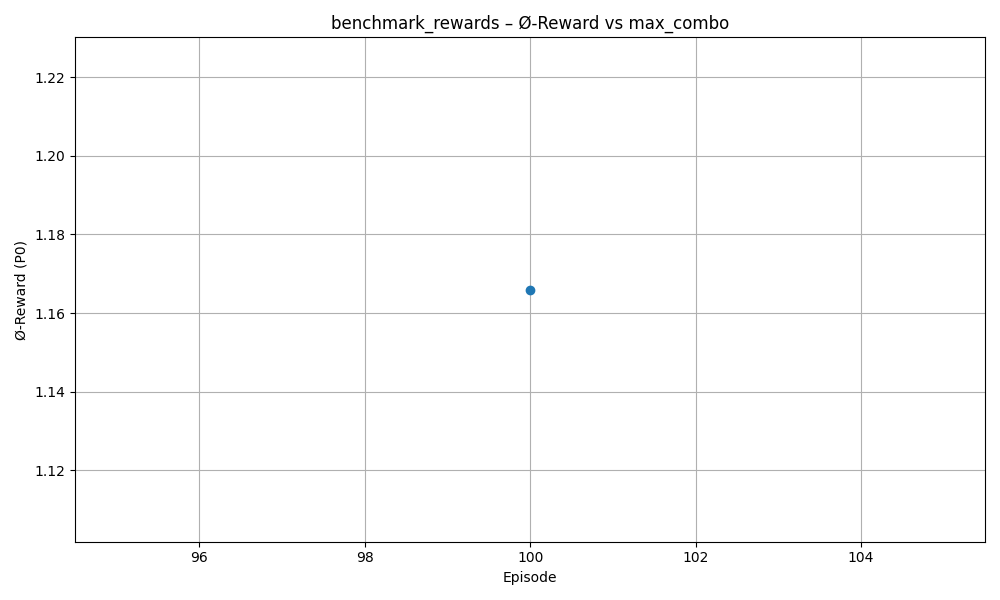 benchmark_rewards – Ø-Reward vs max_combo
Ø-Reward (P0)
1.22
1.20
1.18
1.16
1.14
1.12
96 98 100 102 104
Episode